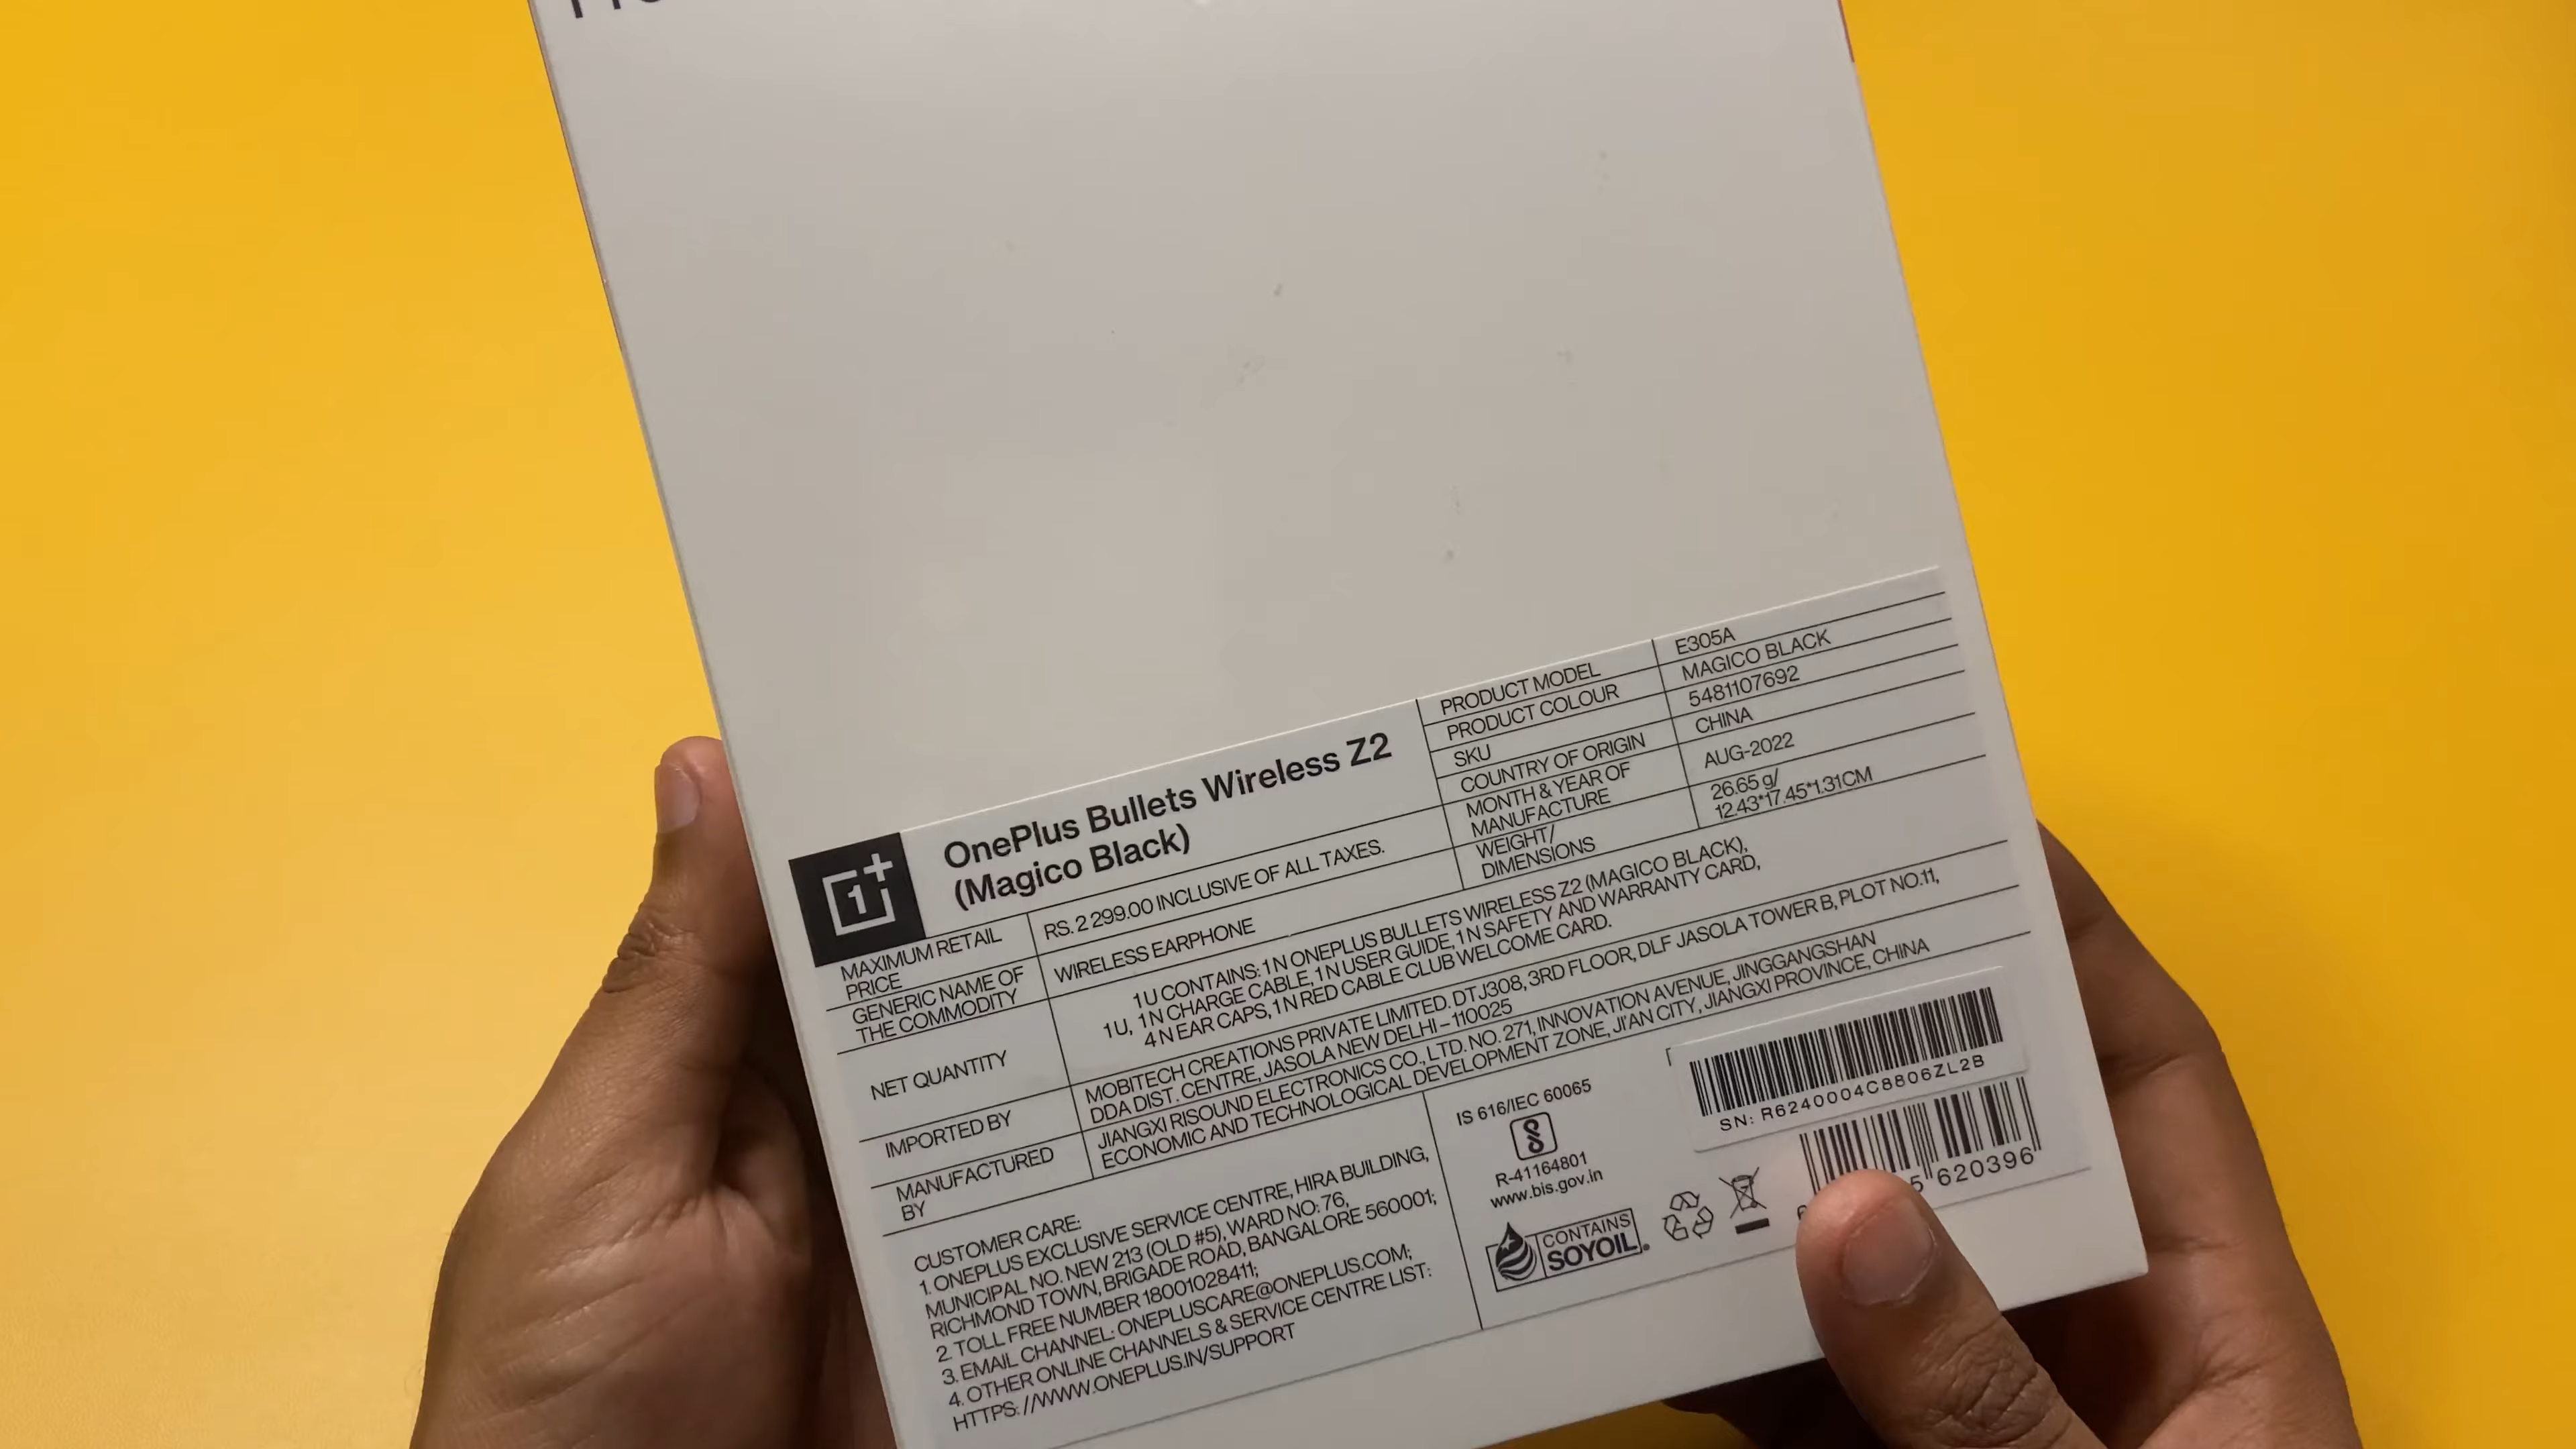 OnePlus Bullets Wireless Z2
(Magico Black)
PRODUCT MODEL
E305A
PRODUCT COLOUR
MAGICO BLACK
SKU
5481107692
COUNTRY OF ORIGIN
CHINA
MONTH & YEAR OF
MANUFACTURE
AUG-2022
WEIGHT/
DIMENSIONS
26.65 g/
12.43*17.45*1.31CM
MAXIMUM RETAIL
PRICE
RS. 2 299.00 INCLUSIVE OF ALL TAXES.
GENERIC NAME OF
THE COMMODITY
WIRELESS EARPHONE
NET QUANTITY
1 U CONTAINS: 1 N ONEPLUS BULLETS WIRELESS Z2 (MAGICO BLACK),
1U, 1 N CHARGE CABLE, 1 N USER GUIDE, 1 N SAFETY AND WARRANTY CARD,
4 N EAR CAPS, 1 N RED CABLE CLUB WELCOME CARD.
IMPORTED BY
MOBITECH CREATIONS PRIVATE LIMITED. DTJ308, 3RD FLOOR, DLF JASOLA TOWER B, PLOT NO.11,
DDA DIST. CENTRE, JASOLA NEW DELHI – 110025
MANUFACTURED
BY
JIANGXI RISOUND ELECTRONICS CO., LTD. NO. 271, INNOVATION AVENUE, JINGGANGSHAN
ECONOMIC AND TECHNOLOGICAL DEVELOPMENT ZONE, JI'AN CITY, JIANGXI PROVINCE, CHINA
CUSTOMER CARE:
1. ONEPLUS EXCLUSIVE SERVICE CENTRE, HIRA BUILDING,
MUNICIPAL NO. NEW 213 (OLD #5), WARD NO: 76,
RICHMOND TOWN, BRIGADE ROAD, BANGALORE 560001;
2. TOLL FREE NUMBER 18001028411;
3. EMAIL CHANNEL: ONEPLUSCARE@ONEPLUS.COM;
4. OTHER ONLINE CHANNELS & SERVICE CENTRE LIST:
HTTPS: //WWW.ONEPLUS.IN/SUPPORT
IS 616/IEC 60065
R-41164801
www.bis.gov.in
CONTAINS
SOYOIL
SN: R6240004C8806ZL2B
5 620396